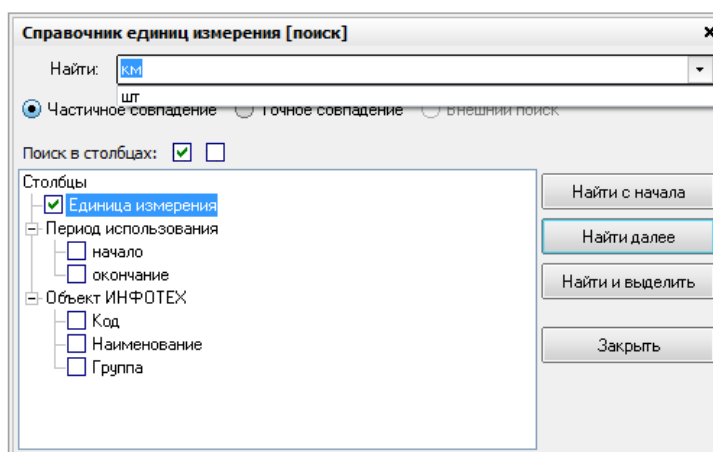 Справочник единиц измерения [поиск]
Найти: км
шт
Частичное совпадение Точное совпадение Внешний поиск
Поиск в столбцах:
Столбцы
Единица измерения
Найти с начала
Период использования
Найти далее
начало
окончание
Найти и выделить
Объект ИНФОТЕХ
Код
Наименование
Закрыть
Группа